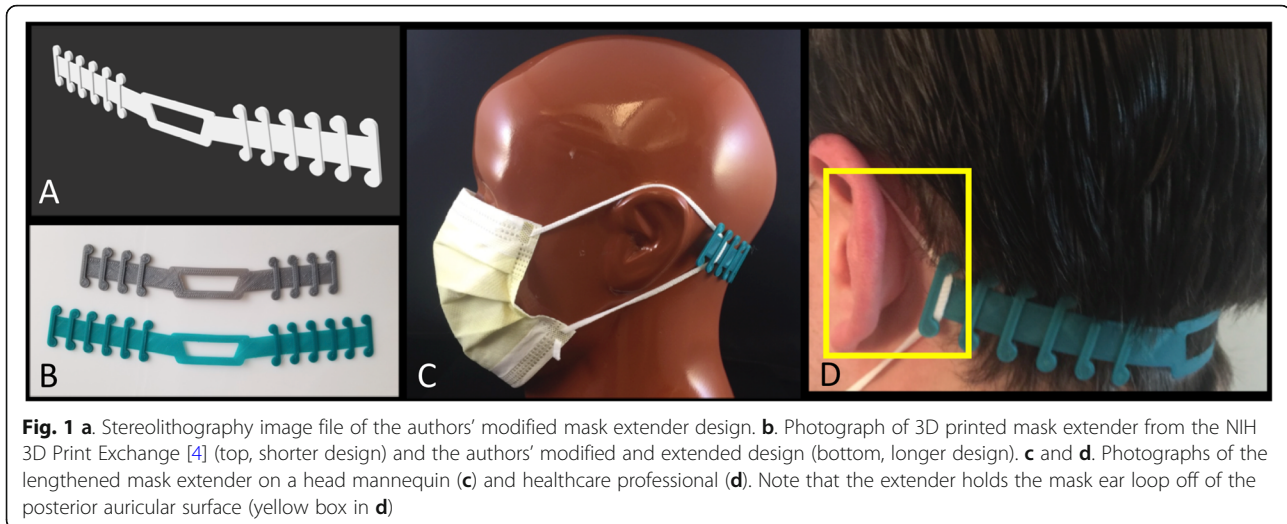 A
B
C
D
Fig. 1 a. Stereolithography image file of the authors’ modified mask extender design. b. Photograph of 3D printed mask extender from the NIH
3D Print Exchange [4] (top, shorter design) and the authors’ modified and extended design (bottom, longer design). c and d. Photographs of the
lengthened mask extender on a head mannequin (c) and healthcare professional (d). Note that the extender holds the mask ear loop off of the
posterior auricular surface (yellow box in d)